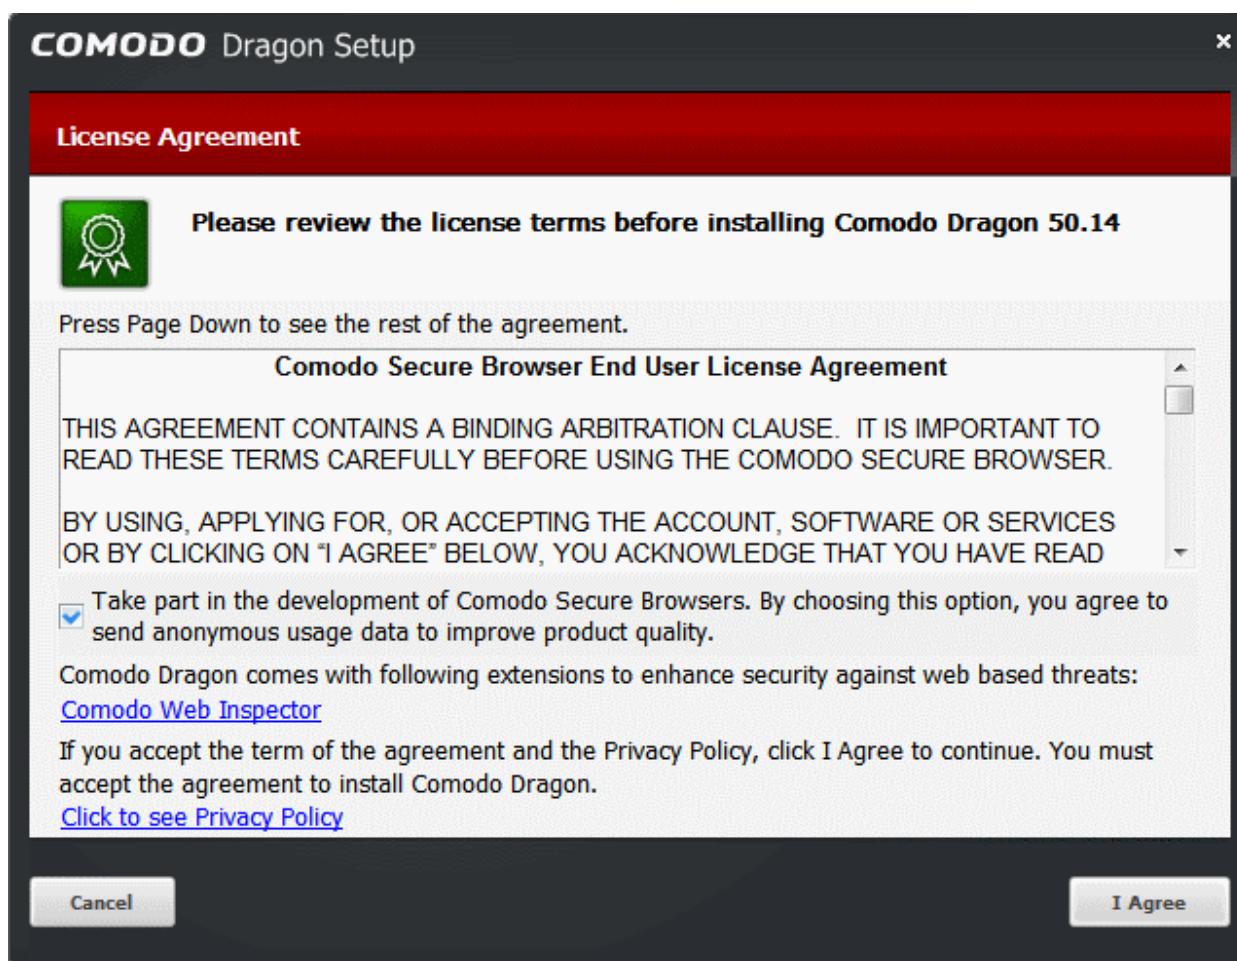 COMODO Dragon Setup
License Agreement
Please review the license terms before installing Comodo Dragon 50.14
Press Page Down to see the rest of the agreement.
Comodo Secure Browser End User License Agreement
THIS AGREEMENT CONTAINS A BINDING ARBITRATION CLAUSE.  IT IS IMPORTANT TO
READ THESE TERMS CAREFULLY BEFORE USING THE COMODO SECURE BROWSER.
BY USING, APPLYING FOR, OR ACCEPTING THE ACCOUNT, SOFTWARE OR SERVICES
OR BY CLICKING ON “I AGREE” BELOW, YOU ACKNOWLEDGE THAT YOU HAVE READ
Take part in the development of Comodo Secure Browsers. By choosing this option, you agree to
send anonymous usage data to improve product quality.
Comodo Dragon comes with following extensions to enhance security against web based threats:
Comodo Web Inspector
If you accept the term of the agreement and the Privacy Policy, click I Agree to continue. You must
accept the agreement to install Comodo Dragon.
Click to see Privacy Policy
Cancel
I Agree